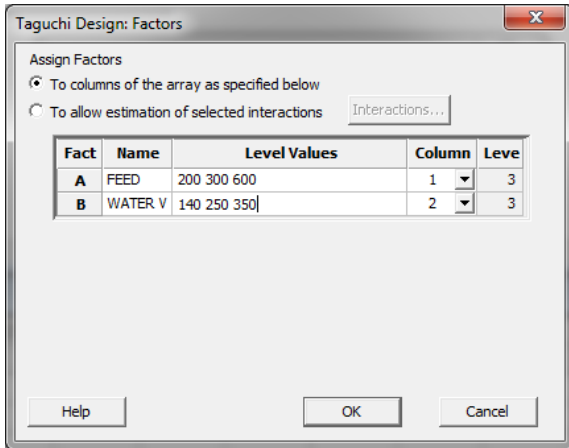 Taguchi Design: Factors
Assign Factors
To columns of the array as specified below
To allow estimation of selected interactions Interactions...
Fact Name Level Values Column Leve
A FEED 200 300 600 1 3
B WATER V 140 250 350 2 3
Help OK Cancel